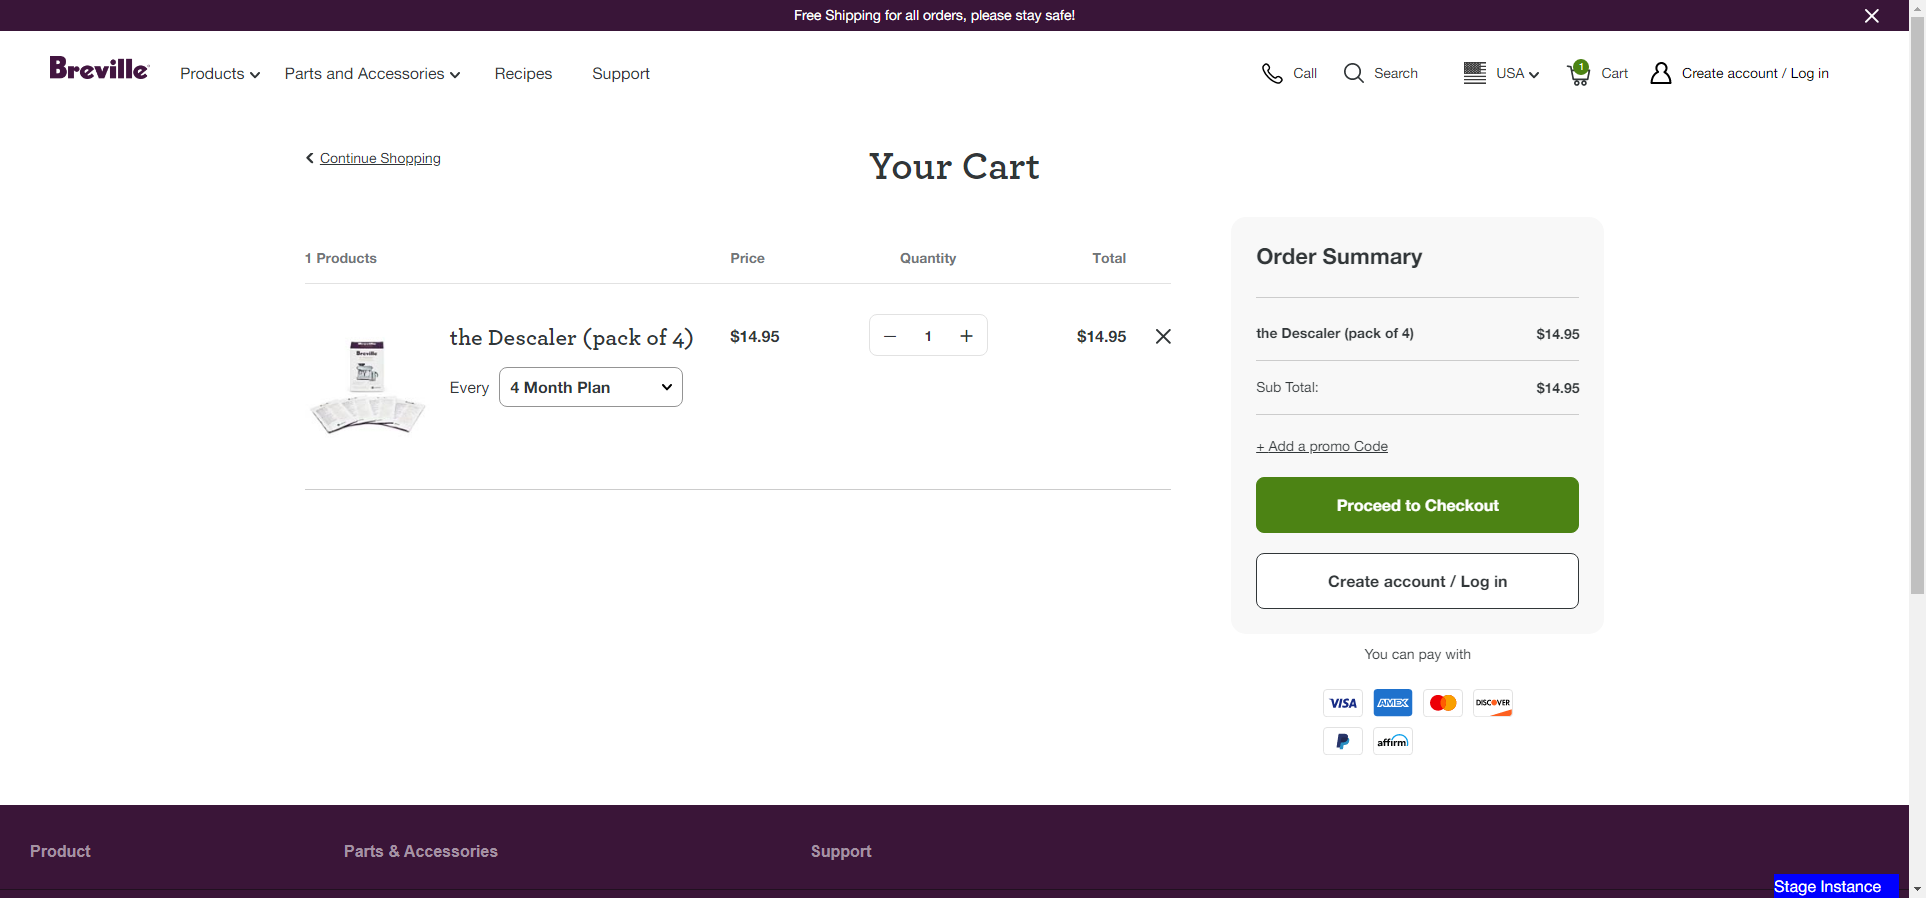 Free Shipping for all orders, please stay safe!
Breville
Products
Parts and Accessories
Recipes
Support
Call
Search
USA
1
Cart
Create account / Log in
Continue Shopping
Your Cart
1 Products
Price
Quantity
Total
Breville
the Descaler (pack of 4)
$14.95
1
$14.95
Every
4 Month Plan
Order Summary
the Descaler (pack of 4)
$14.95
Sub Total:
$14.95
+ Add a promo Code
Proceed to Checkout
Create account / Log in
You can pay with
VISA
AMEX
DISCOVER
affirm
Product
Parts & Accessories
Support
Stage Instance